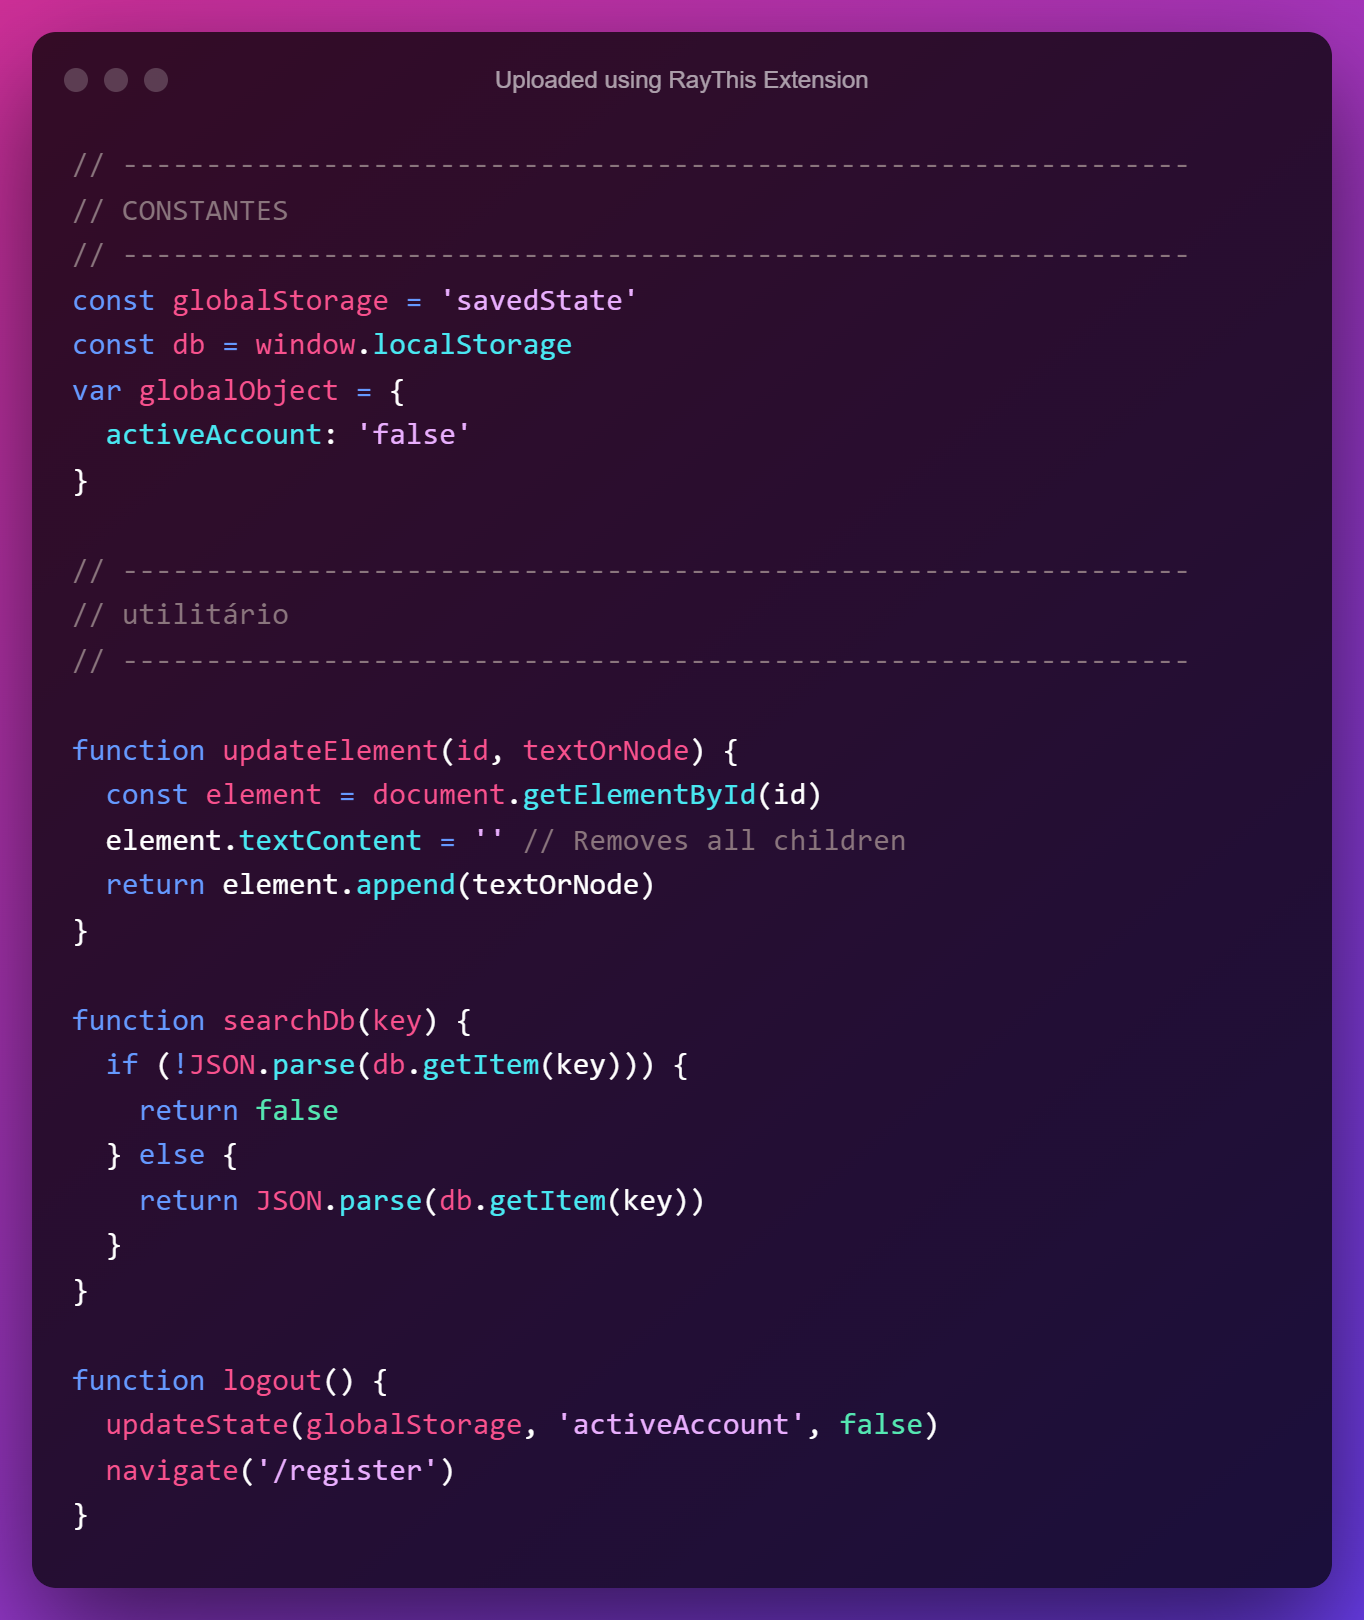 Uploaded using RayThis Extension
// ----------------------------------------------------------------
// CONSTANTES
// ----------------------------------------------------------------
const globalStorage = 'savedState'
const db = window.localStorage
var globalObject = {
  activeAccount: 'false'
}
// ----------------------------------------------------------------
// utilitário
// ----------------------------------------------------------------
function updateElement(id, textOrNode) {
  const element = document.getElementById(id)
  element.textContent = '' // Removes all children
  return element.append(textOrNode)
}
function searchDb(key) {
  if (!JSON.parse(db.getItem(key))) {
    return false
  } else {
    return JSON.parse(db.getItem(key))
  }
}
function logout() {
  updateState(globalStorage, 'activeAccount', false)
  navigate('/register')
}